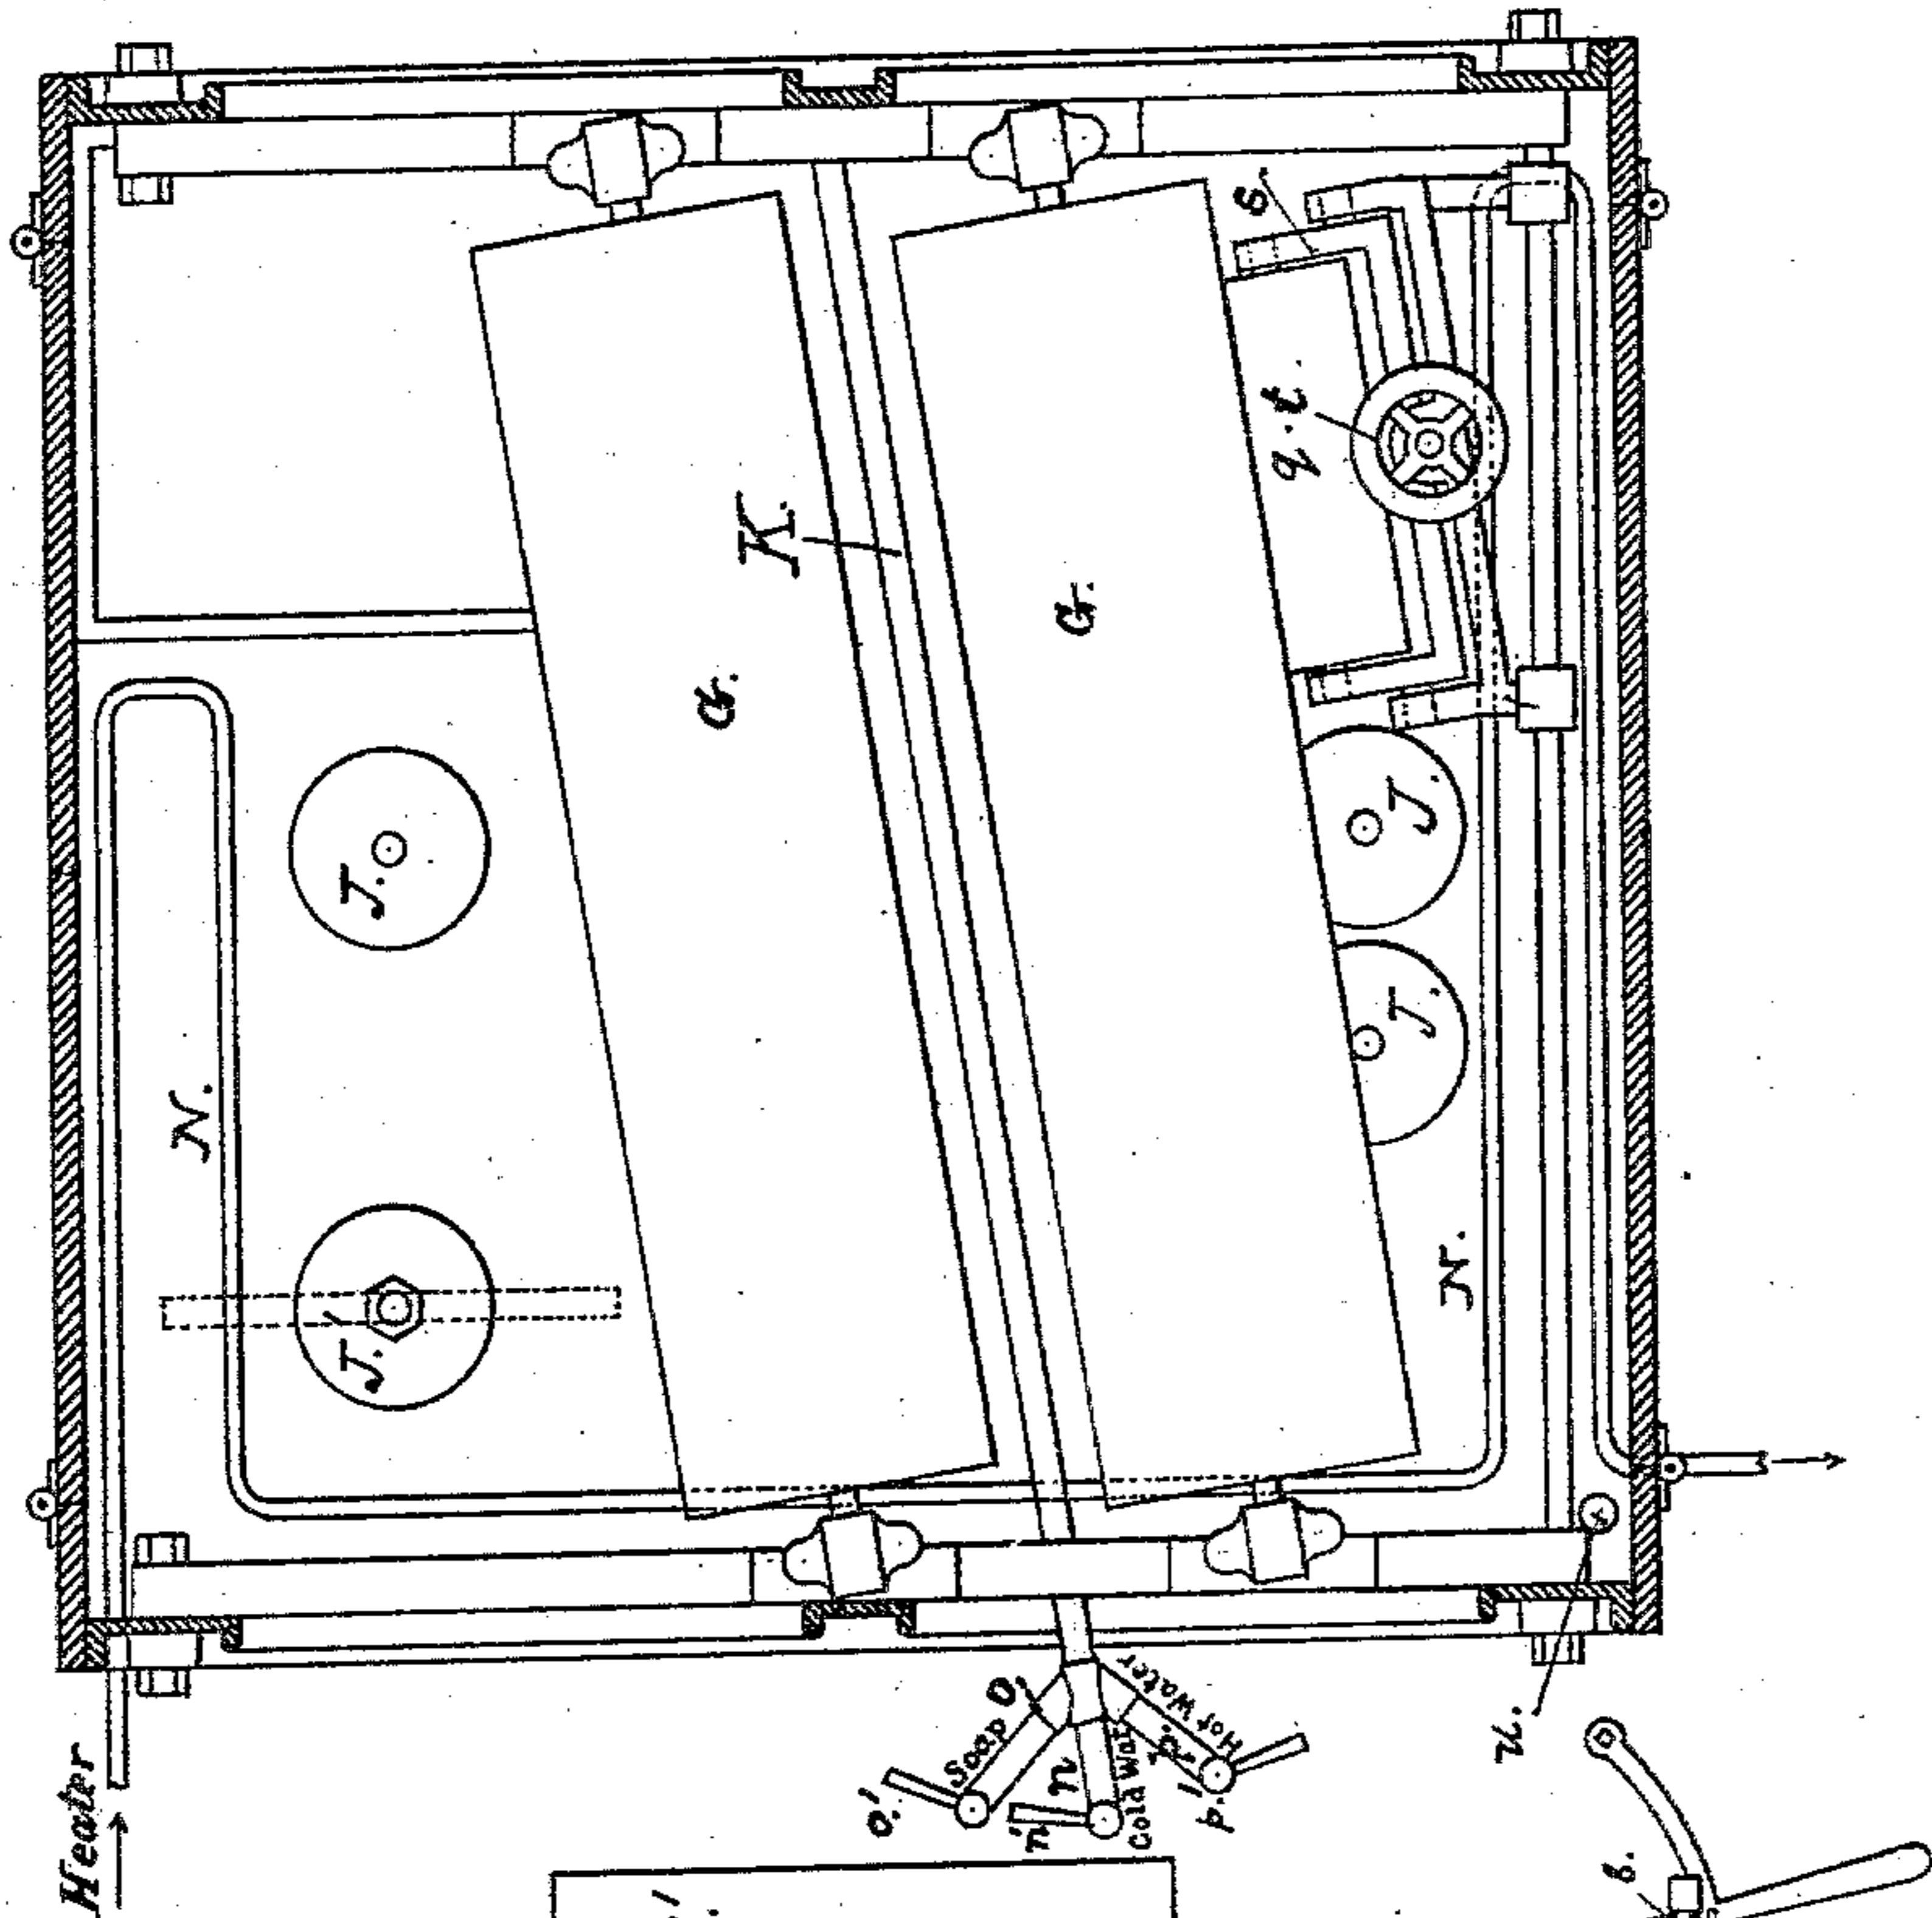 Heater
N.
J.
J.'
G.
K.
G.
S.
q. t.
J.
J.
N.
u.
Soap O,
o.'
n
n'
Cold Wat.
Hot Water
p.
p.'
b.